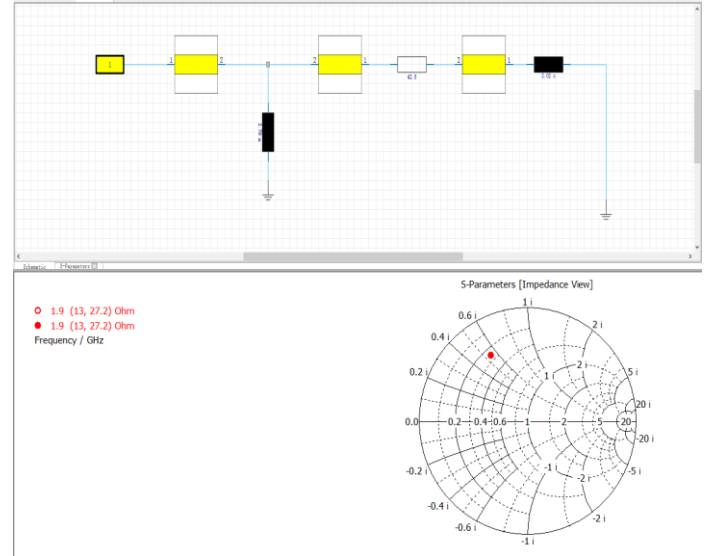 1
1 2
2 1
2 1
Schematic S-Parameters
S-Parameters [Impedance View]
1.9 (13, 27.2) Ohm
1.9 (13, 27.2) Ohm
Frequency / GHz
1 i
0.6 i
2 i
0.4 i
0.2 i
5 i
1 i
2 i
20 i
0.0
0.2 0.4 0.6 1 2 5 20
-20 i
-0.2 i
-1 i
-2 i
-5 i
-0.4 i
-0.6 i
-2 i
-1 i